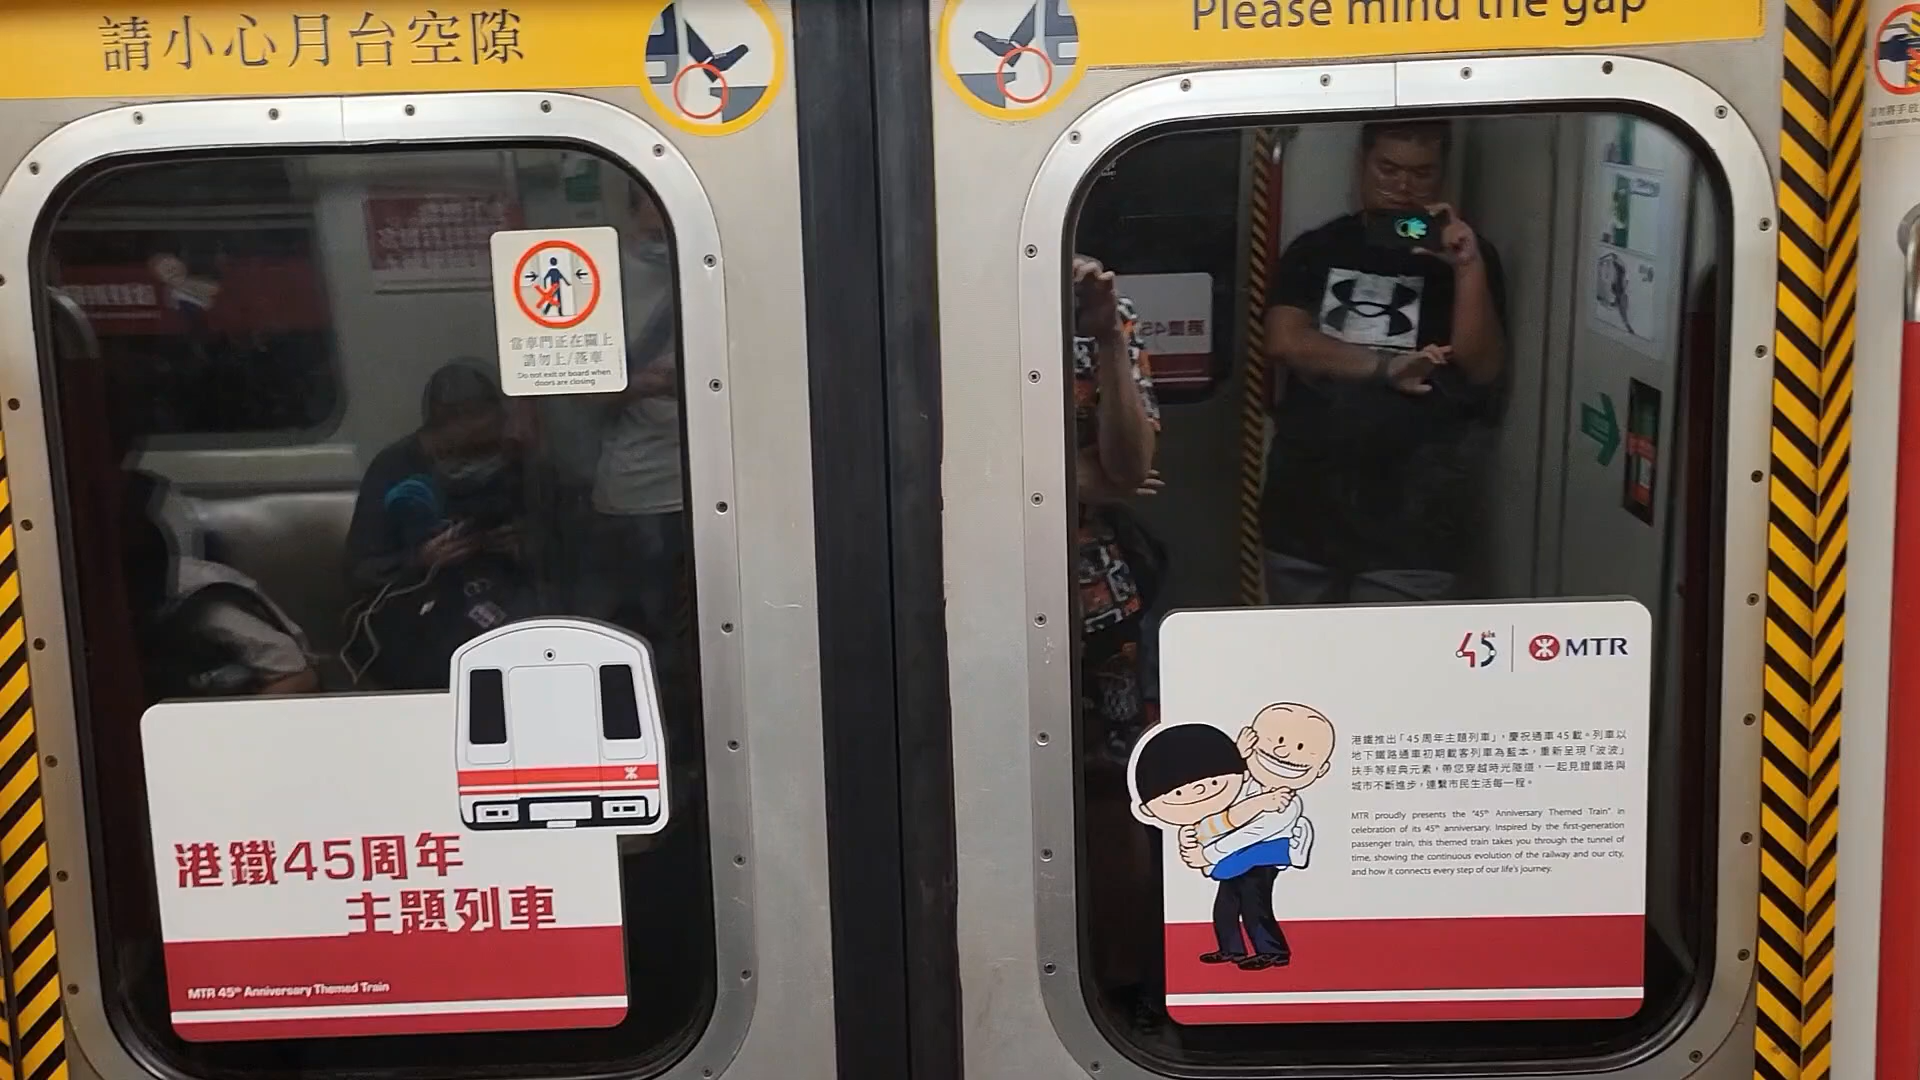 請小心月台空隙
Please mind the gap
當車門正在關上
請勿上/落車
Do not exit or board when
doors are closing
港鐵45周年
主題列車
MTR 45th Anniversary Themed Train
45 MTR
港鐵推出「45周年主題列車」，慶祝通車45載。列車以
地下鐵路通車初期載客列車為藍本，重新呈現「波波」
扶手等經典元素，帶您穿越時光隧道，一起見證鐵路與
城市不斷進步，連繫市民生活每一程。
MTR proudly presents the "45th Anniversary Themed Train" in
celebration of its 45th anniversary. Inspired by the first-generation
passenger train, this themed train takes you through the tunnel of
time, showing the continuous evolution of the railway and our city,
and how it connects every step of our life's journey.